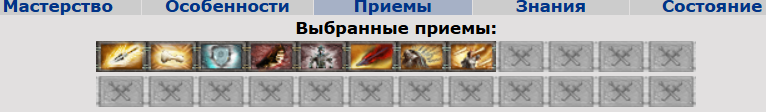 Мастерство Особенности Приемы Знания Состояние
Выбранные приемы: